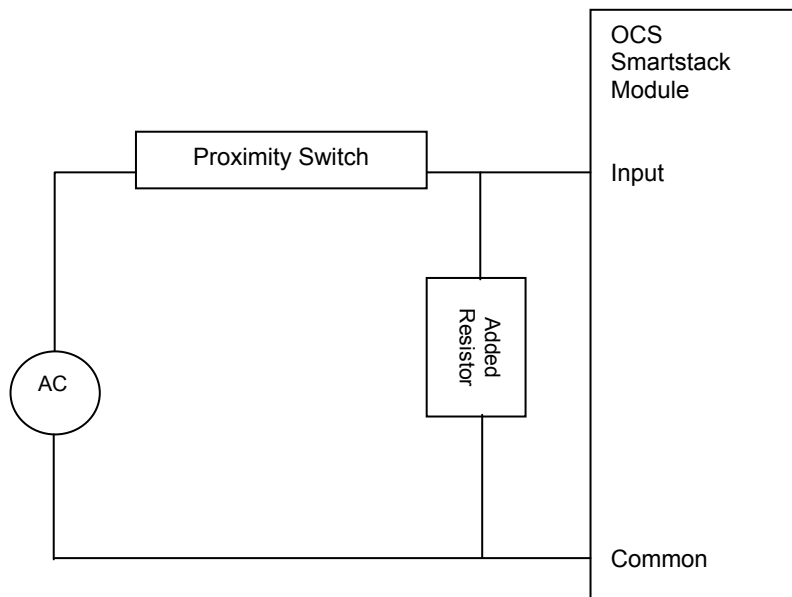 OCS
Smartstack
Module
Proximity Switch
Input
Added
Resistor
AC
Common